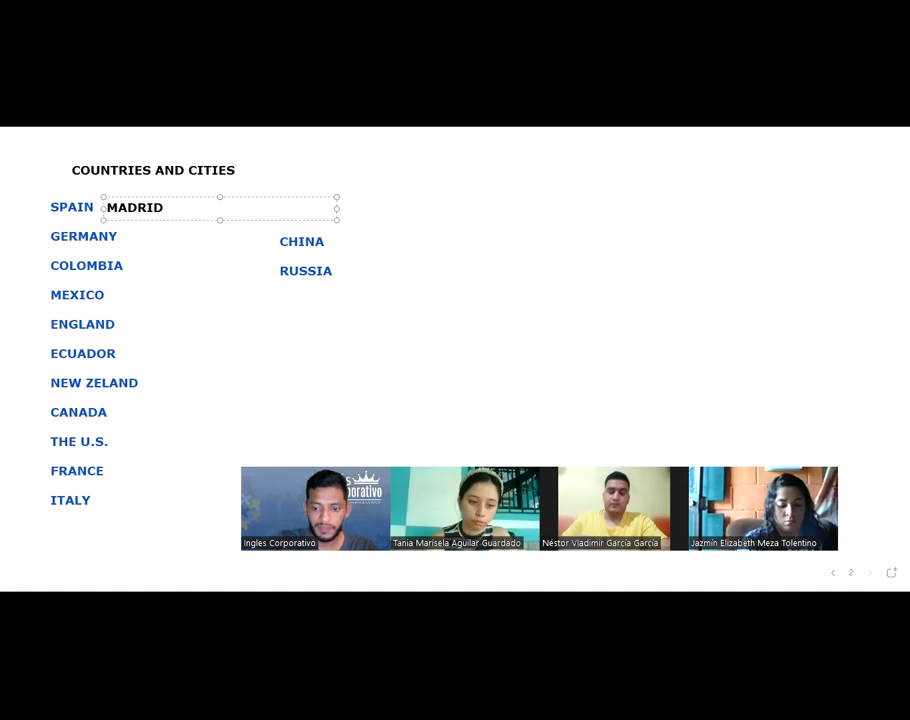 COUNTRIES AND CITIES
SPAIN MADRID
GERMANY
COLOMBIA
MEXICO
ENGLAND
ECUADOR
NEW ZELAND
CANADA
THE U.S.
FRANCE
ITALY
CHINA
RUSSIA
Ingles Corporativo
Tania Marisela Aguilar Guardado
Néstor Vladimir García García
Jazmín Elizabeth Meza Tolentino
2